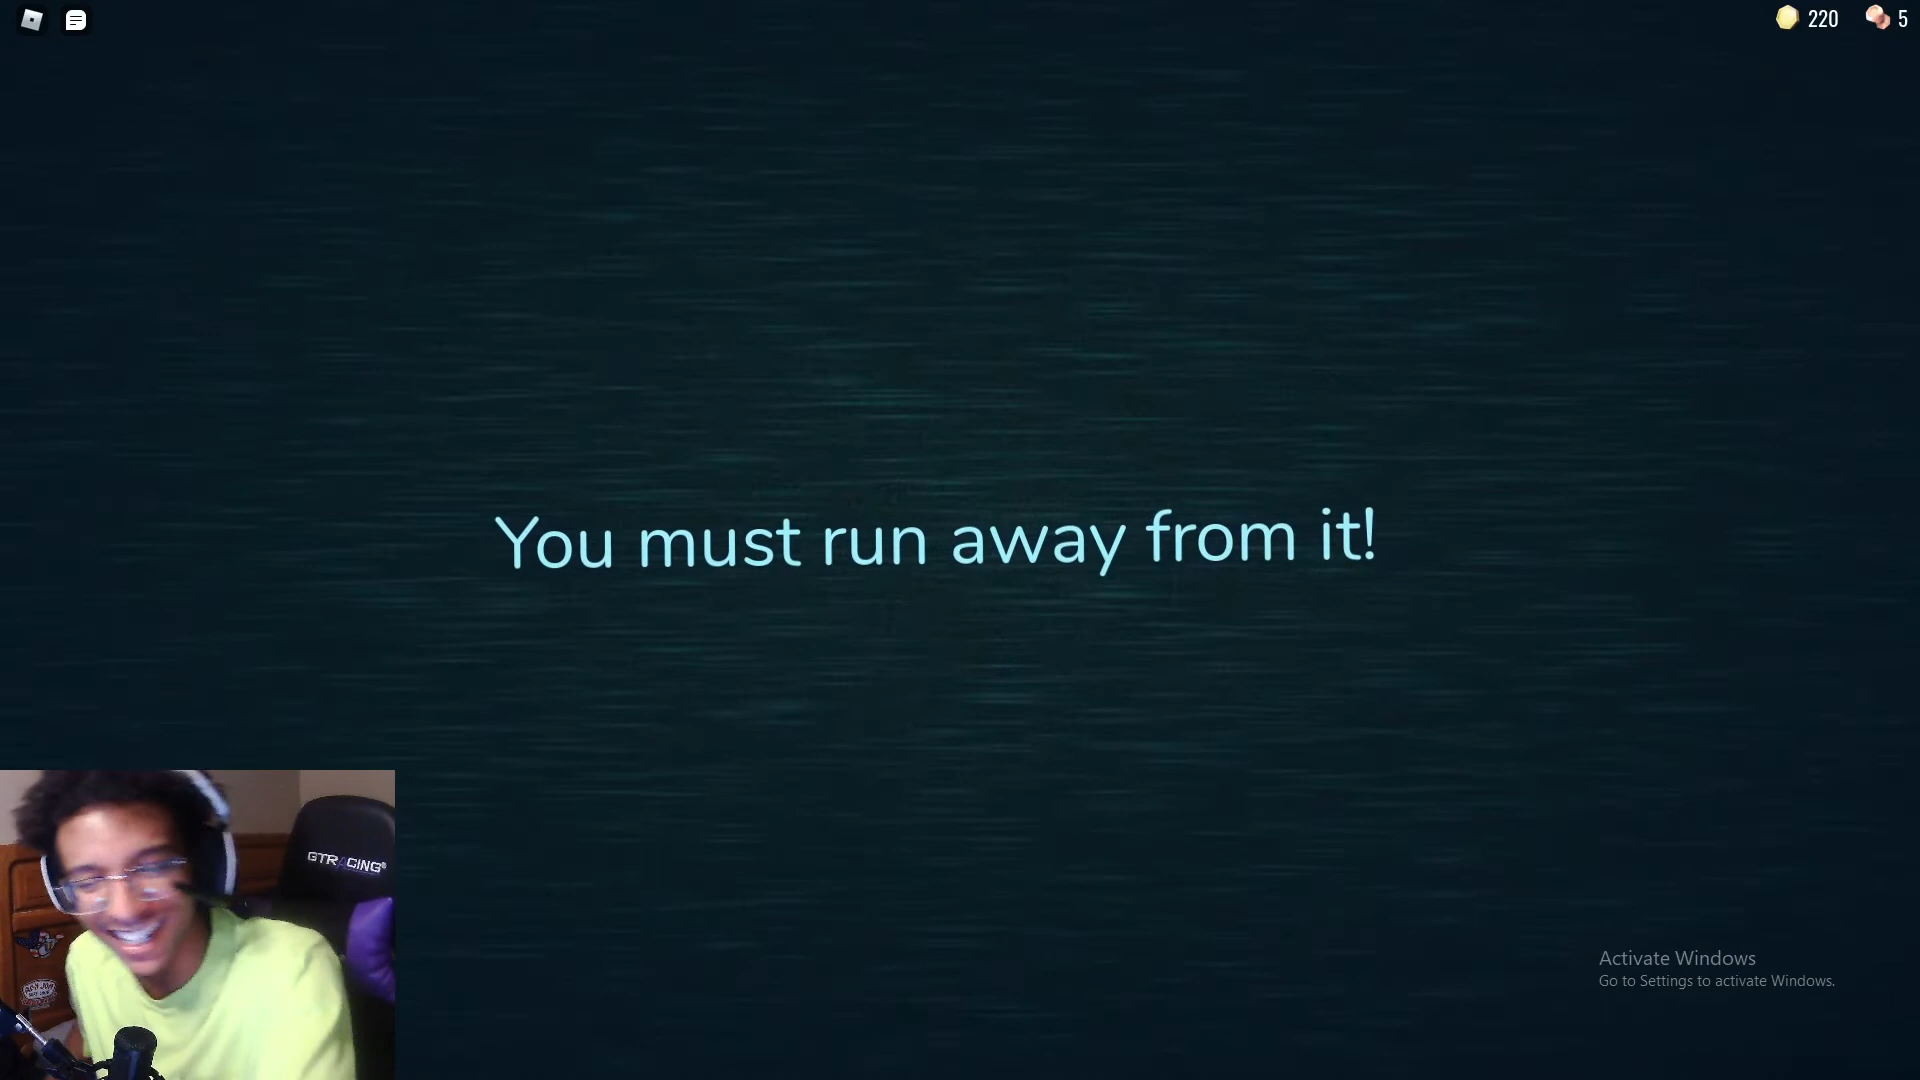 220 5
You must run away from it!
GTRACING®
Activate Windows
Go to Settings to activate Windows.